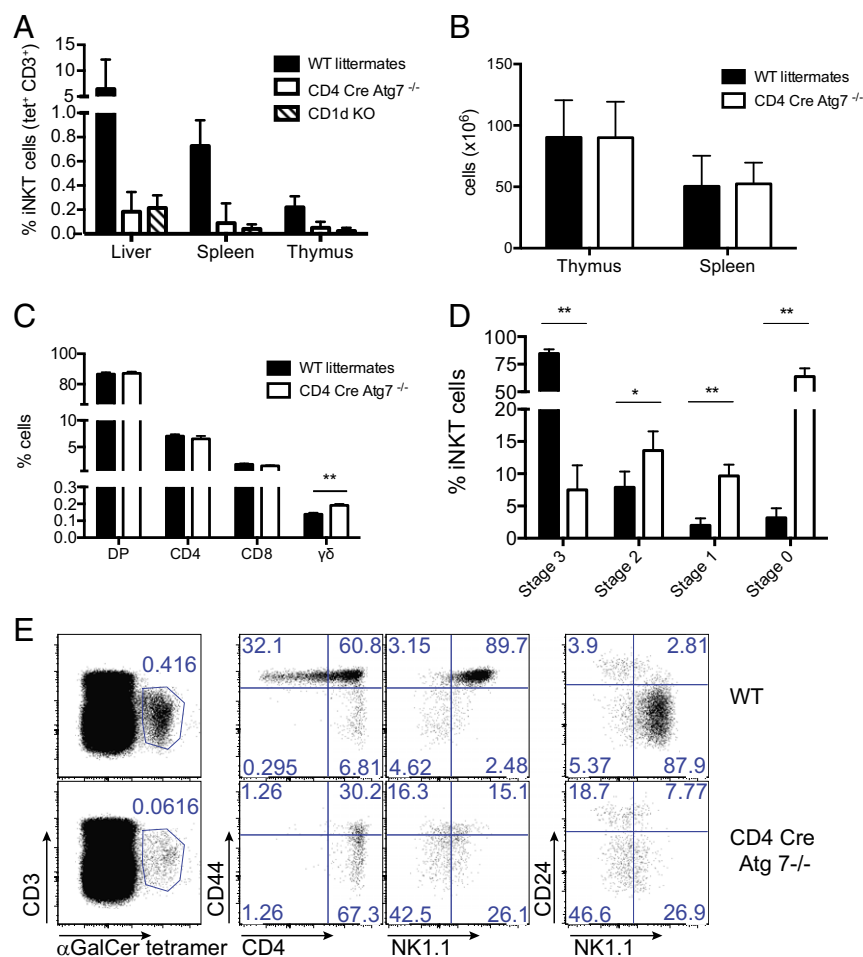 A
% iNKT cells (tet+ CD3+)
15
10
5
1.0
0.8
0.6
0.4
0.2
0.0
WT littermates
CD4 Cre Atg7 -/-
CD1d KO
Liver Spleen Thymus
B
cells (x10^6)
150
100
50
0
WT littermates
CD4 Cre Atg7 -/-
Thymus Spleen
C
% cells
100
80
10
5
0.3
0.2
0.1
0.0
WT littermates
CD4 Cre Atg7 -/-
**
DP CD4 CD8 γδ
D
% iNKT cells
100
75
50
20
15
10
5
0
** * ** **
Stage 3 Stage 2 Stage 1 Stage 0
E
0.416
32.1 60.8 3.15 89.7 3.9 2.81
WT
0.295 6.81 4.62 2.48 5.37 87.9
0.0616
1.26 30.2 16.3 15.1 18.7 7.77
CD4 Cre
Atg 7-/-
1.26 67.3 42.5 26.1 46.6 26.9
CD3 CD44 CD24
αGalCer tetramer CD4 NK1.1 NK1.1